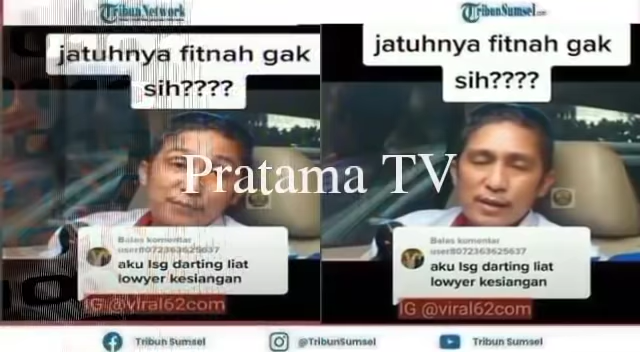 TribunNetwork
TribunSumsel.com
jatuhnya fitnah gak
sih????
jatuhnya fitnah gak
sih????
Pratama TV
Balas komentar
user8072363625637
aku lsg darting liat
lowyer kesiangan
IG @viral62com
Balas komentar
user8072363625637
aku lsg darting liat
lowyer kesiangan
IG @viral62com
Tribun Sumsel
@TribunSumsel
Tribun Sumsel